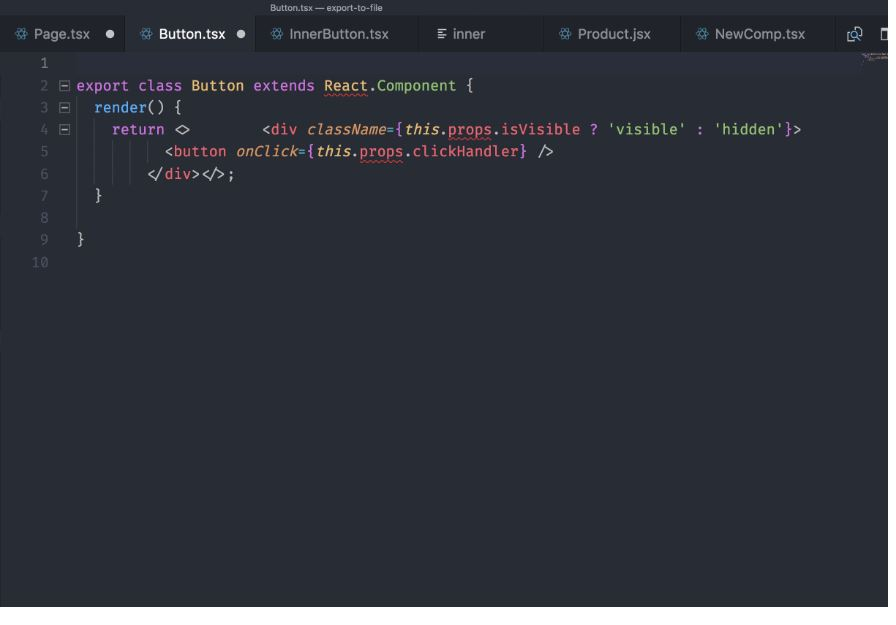 Button.tsx — export-to-file
Page.tsx Button.tsx InnerButton.tsx inner Product.jsx NewComp.tsx
1
2 export class Button extends React.Component {
3 render() {
4 return <> <div className={this.props.isVisible ? 'visible' : 'hidden'}>
5 <button onClick={this.props.clickHandler} />
6 </div></>;
7 }
8
9 }
10